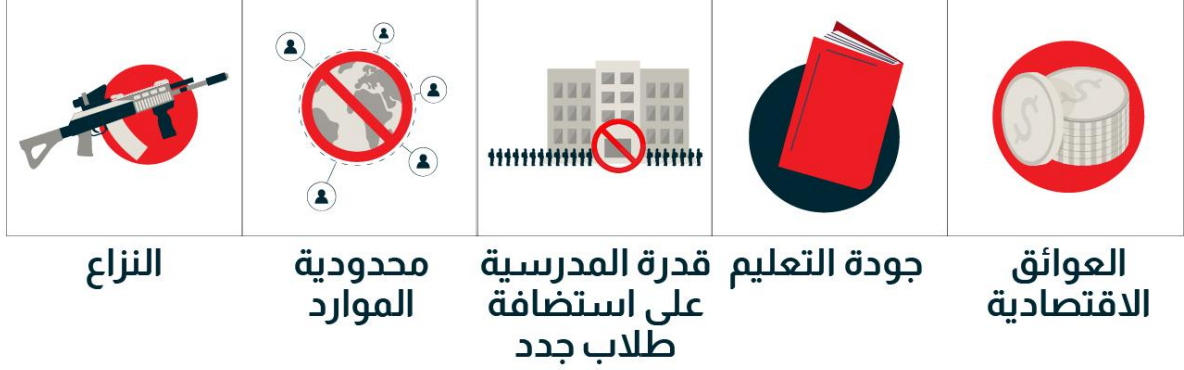 العوائق
الاقتصادية
جودة التعليم
قدرة المدرسية
على استضافة
طلاب جدد
محدودية
الموارد
النزاع